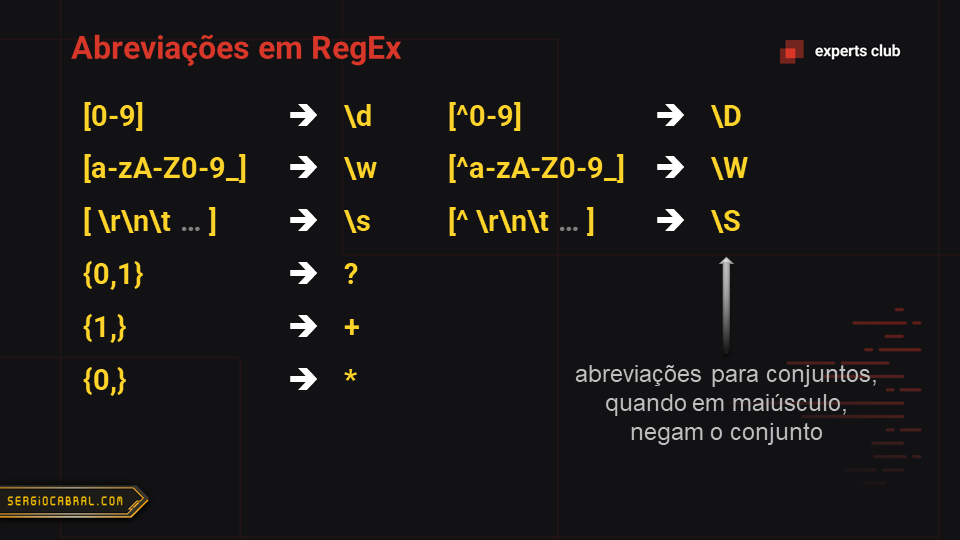 Abreviações em RegEx
experts club
[0-9] 🡺 \d [^0-9] 🡺 \D
[a-zA-Z0-9_] 🡺 \w [^a-zA-Z0-9_] 🡺 \W
[ \r\n\t ... ] 🡺 \s [^ \r\n\t ... ] 🡺 \S
{0,1} 🡺 ?
{1,} 🡺 +
{0,} 🡺 *
abreviações para conjuntos,
quando em maiúsculo,
negam o conjunto
SERGIOCABRAL.COM